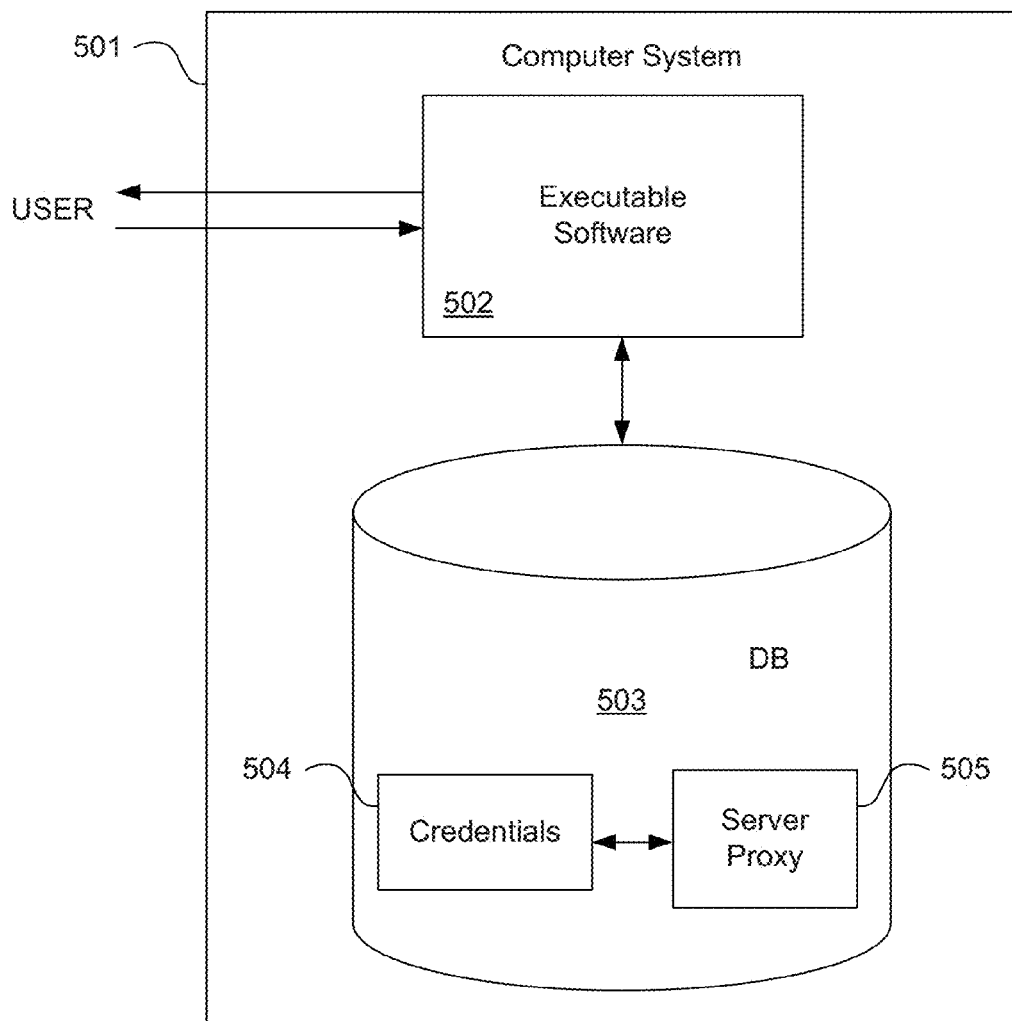 501
Computer System
USER
Executable
Software
502
DB
503
504
505
Credentials
Server
Proxy